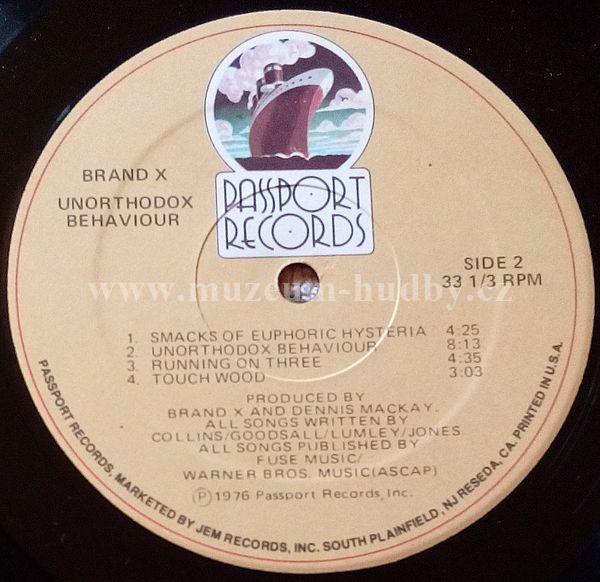 PASSPORT
RECORDS
BRAND X
UNORTHODOX
BEHAVIOUR
SIDE 2
33 1/3 RPM
www.muzeum-hudby.cz
1. SMACKS OF EUPHORIC HYSTERIA 4:25
2. UNORTHODOX BEHAVIOUR 8:13
3. RUNNING ON THREE 4:35
4. TOUCH WOOD 3:03
PRODUCED BY
BRAND X AND DENNIS MACKAY.
ALL SONGS WRITTEN BY
COLLINS/GOODSALL/LUMLEY/JONES
ALL SONGS PUBLISHED BY
FUSE MUSIC/
WARNER BROS. MUSIC(ASCAP)
Ⓟ1976 Passport Records, Inc.
PASSPORT RECORDS, MARKETED BY JEM RECORDS, INC. SOUTH PLAINFIELD, NJ RESEDA, CA. PRINTED IN U.S.A.